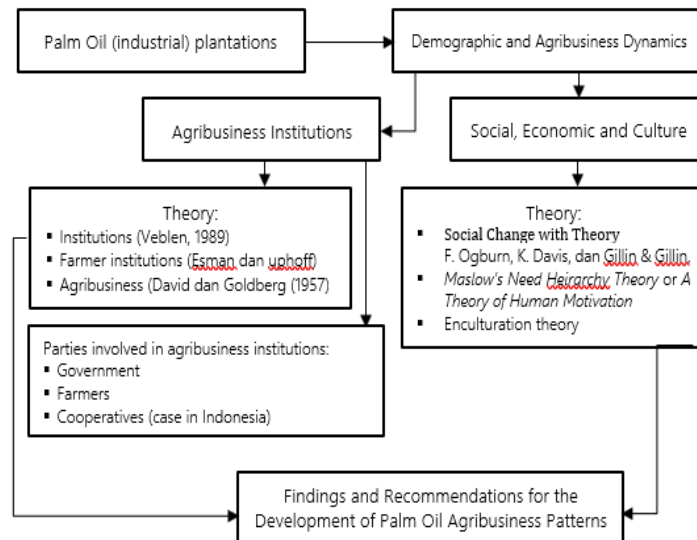 Palm Oil (industrial) plantations
Demographic and Agribusiness Dynamics
Agribusiness Institutions
Social, Economic and Culture
Theory:
▪ Institutions (Veblen, 1989)
▪ Farmer institutions (Esman dan uphoff)
▪ Agribusiness (David dan Goldberg (1957)
Theory:
▪ Social Change with Theory
F. Ogburn, K. Davis, dan Gillin & Gillin,
▪ Maslow's Need Heirarchy Theory or A
Theory of Human Motivation
▪ Enculturation theory
Parties involved in agribusiness institutions:
▪ Government
▪ Farmers
▪ Cooperatives (case in Indonesia)
Findings and Recommendations for the
Development of Palm Oil Agribusiness Patterns